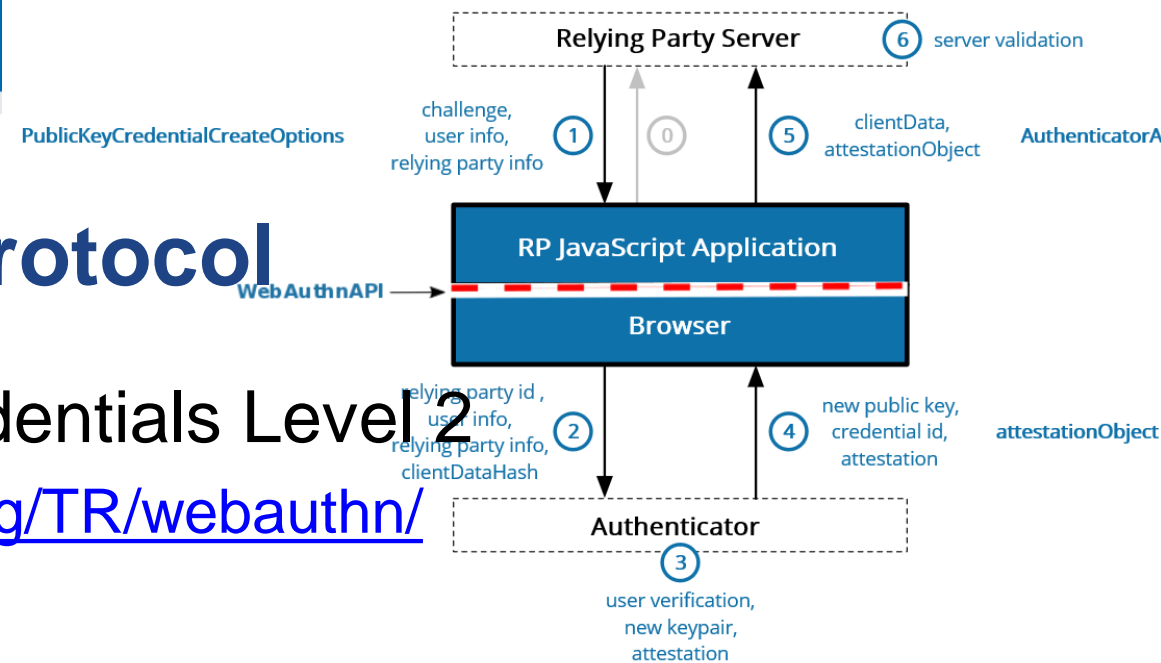 Relying Party Server
6 server validation
PublicKeyCredentialCreateOptions
challenge,
user info,
relying party info
1
0
5
clientData,
attestationObject
AuthenticatorA
rotocol
RP JavaScript Application
WebAuthnAPI
Browser
dentials Level 2
relying party id ,
user info,
relying party info,
clientDataHash
2
4
new public key,
credential id,
attestation
attestationObject
g/TR/webauthn/
Authenticator
3
user verification,
new keypair,
attestation